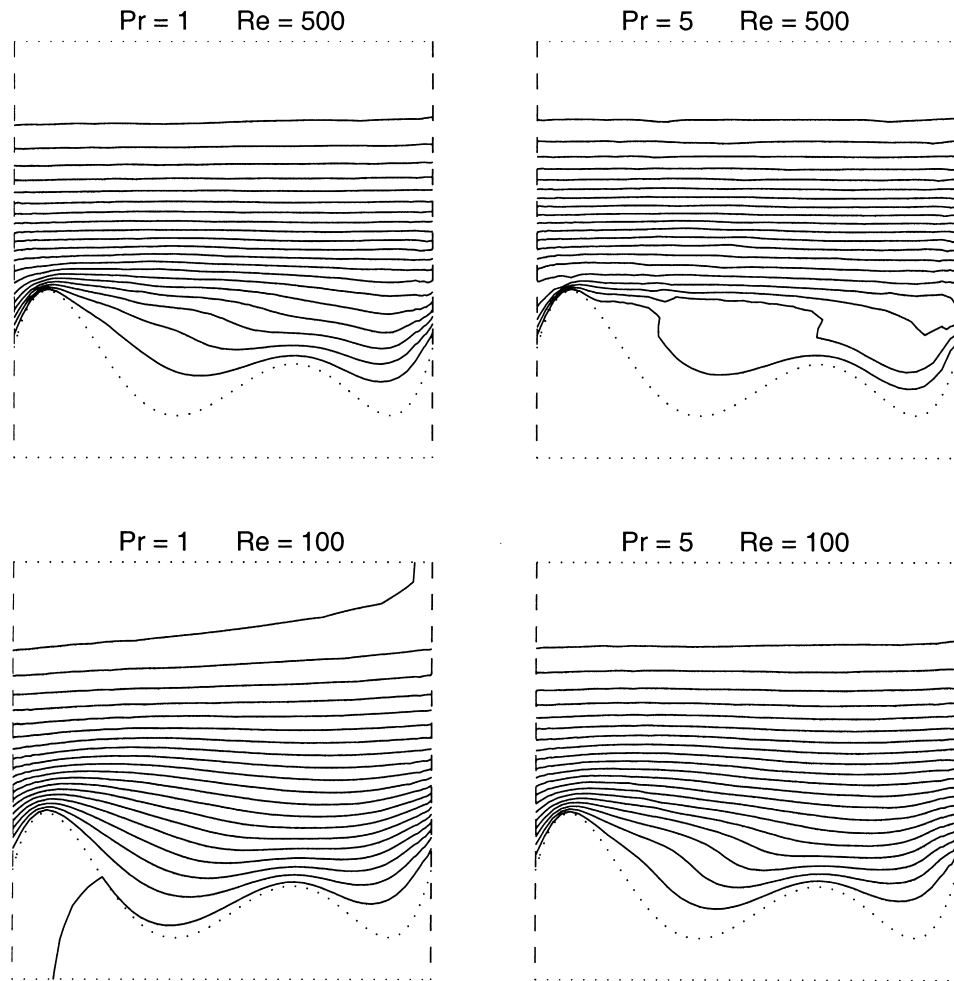 Pr = 1 Re = 500
Pr = 5 Re = 500
Pr = 1 Re = 100
Pr = 5 Re = 100